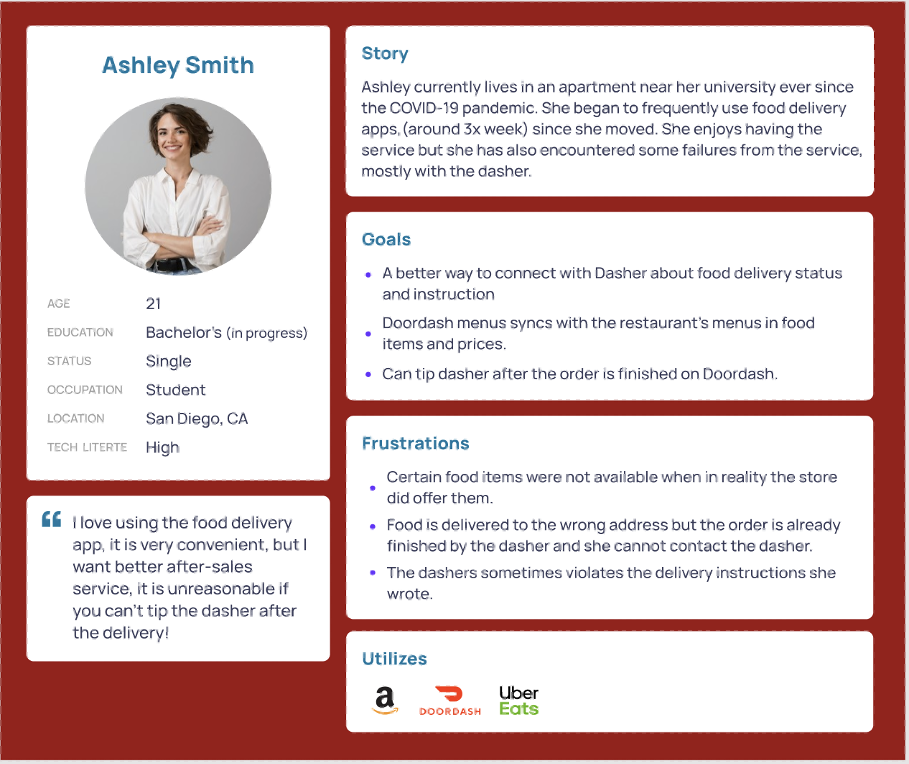 Ashley Smith
AGE 21
EDUCATION Bachelor's (in progress)
STATUS Single
OCCUPATION Student
LOCATION San Diego, CA
TECH LITERTE High
“ I love using the food delivery
app, it is very convenient, but I
want better after-sales
service, it is unreasonable if
you can't tip the dasher after
the delivery!
Story
Ashley currently lives in an apartment near her university ever since
the COVID-19 pandemic. She began to frequently use food delivery
apps,(around 3x week) since she moved. She enjoys having the
service but she has also encountered some failures from the service,
mostly with the dasher.
Goals
• A better way to connect with Dasher about food delivery status
and instruction
• Doordash menus syncs with the restaurant's menus in food
items and prices.
• Can tip dasher after the order is finished on Doordash.
Frustrations
• Certain food items were not available when in reality the store
did offer them.
• Food is delivered to the wrong address but the order is already
finished by the dasher and she cannot contact the dasher.
• The dashers sometimes violates the delivery instructions she
wrote.
Utilizes
a
DOORDASH
Uber
Eats